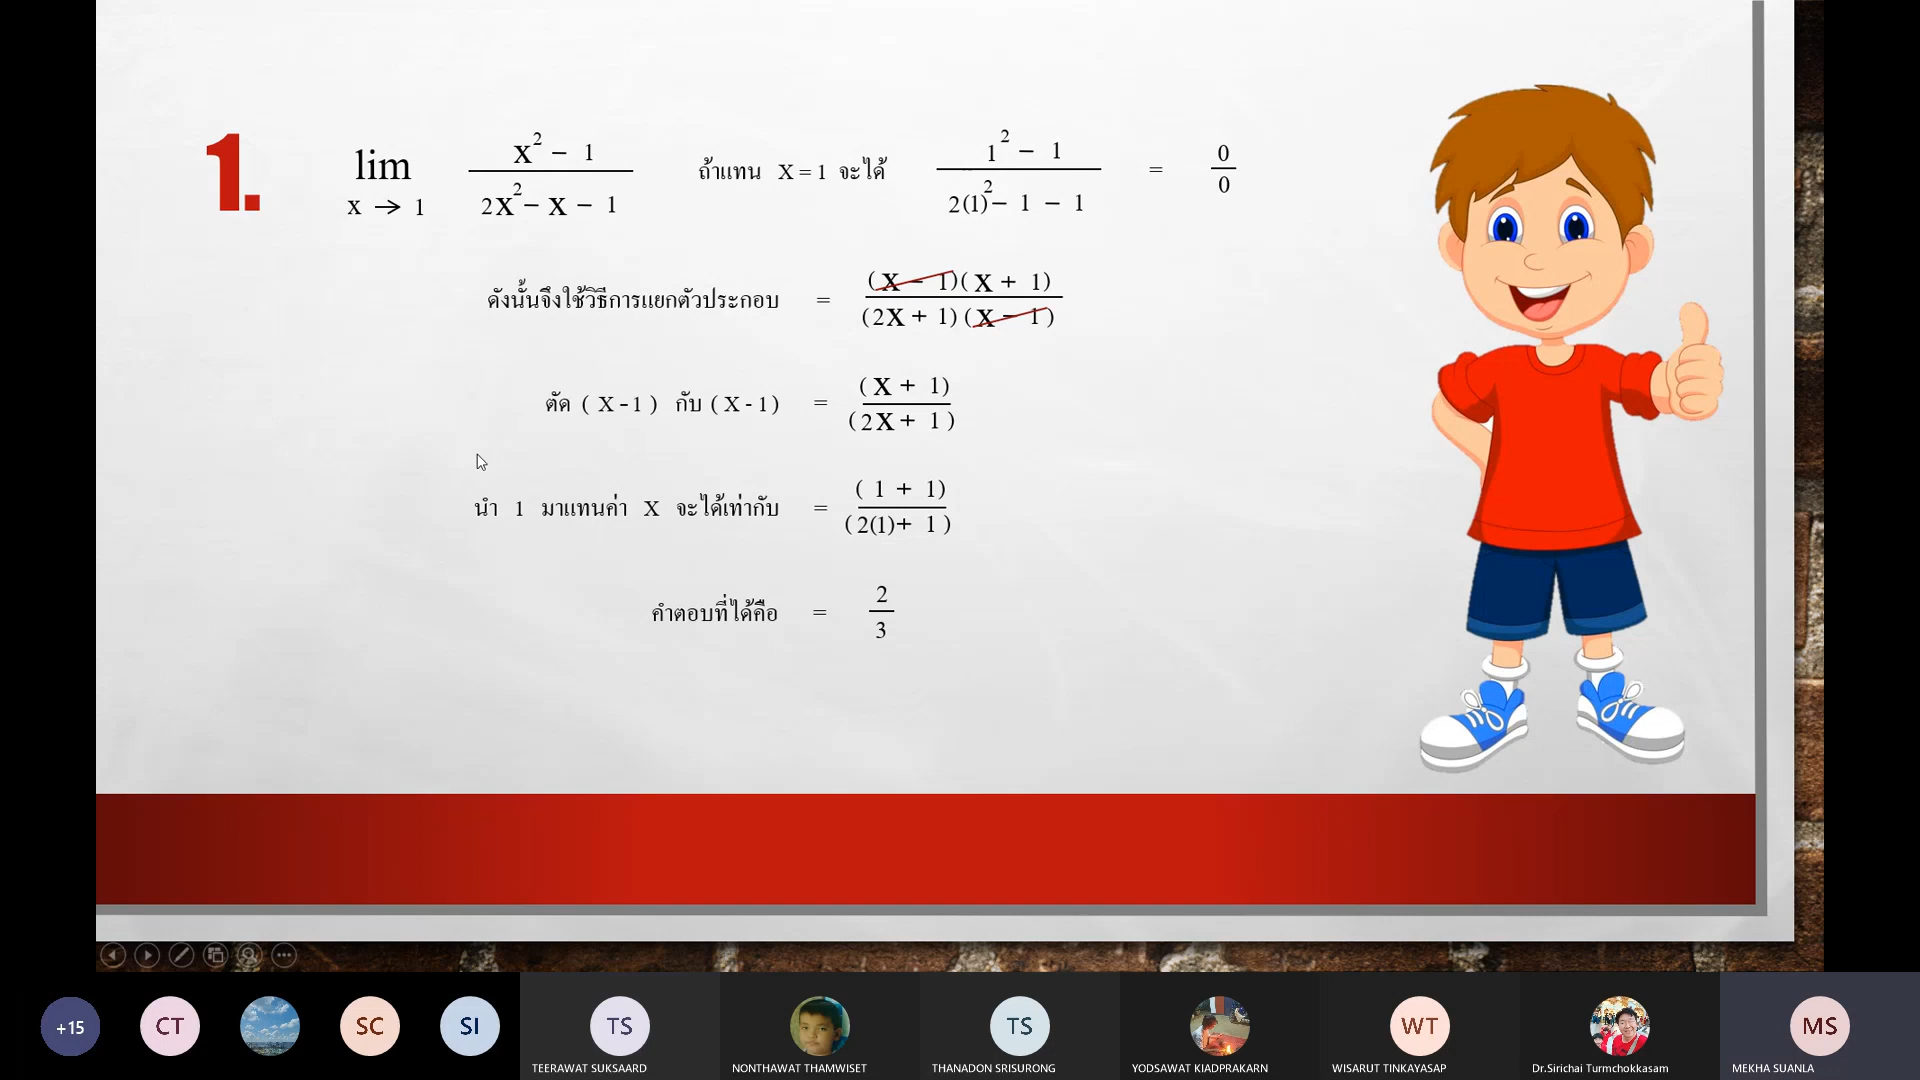 1. lim x → 1 x² − 1 / 2x² − x − 1 ถ้าแทน X = 1 จะได้ 1² − 1 / 2(1)² − 1 − 1 = 0 / 0
ดังนั้นจึงใช้วิธีการแยกตัวประกอบ = (X − 1)(X + 1) / (2X + 1)(X − 1)
ตัด ( X - 1 ) กับ ( X - 1 ) = (X + 1) / (2X + 1)
นำ 1 มาแทนค่า X จะได้เท่ากับ = (1 + 1) / (2(1) + 1)
คำตอบที่ได้คือ = 2 / 3
+15 CT SC SI TS TS WT MS
TEERAWAT SUKSAARD NONTHAWAT THAMWISET THANADON SRISURONG YODSAWAT KIADPRAKARN WISARUT TINKAYASAP Dr.Sirichai Turmchokkasam MEKHA SUANLA